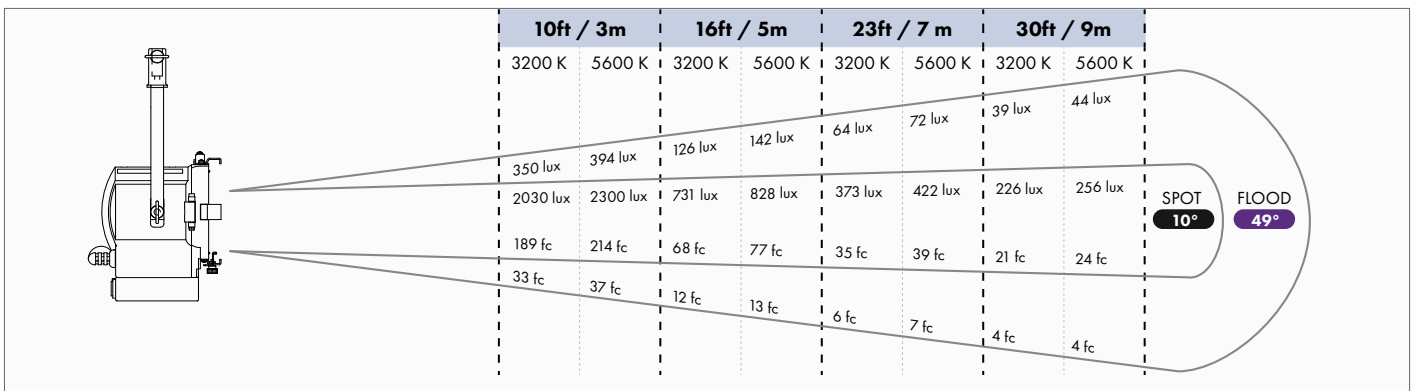 10ft / 3m 16ft / 5m 23ft / 7 m 30ft / 9m
3200 K 5600 K 3200 K 5600 K 3200 K 5600 K 3200 K 5600 K
350 lux 394 lux 126 lux 142 lux 64 lux 72 lux 39 lux 44 lux
2030 lux 2300 lux 731 lux 828 lux 373 lux 422 lux 226 lux 256 lux
SPOT FLOOD
10° 49°
189 fc 214 fc 68 fc 77 fc 35 fc 39 fc 21 fc 24 fc
33 fc 37 fc 12 fc 13 fc 6 fc 7 fc 4 fc 4 fc